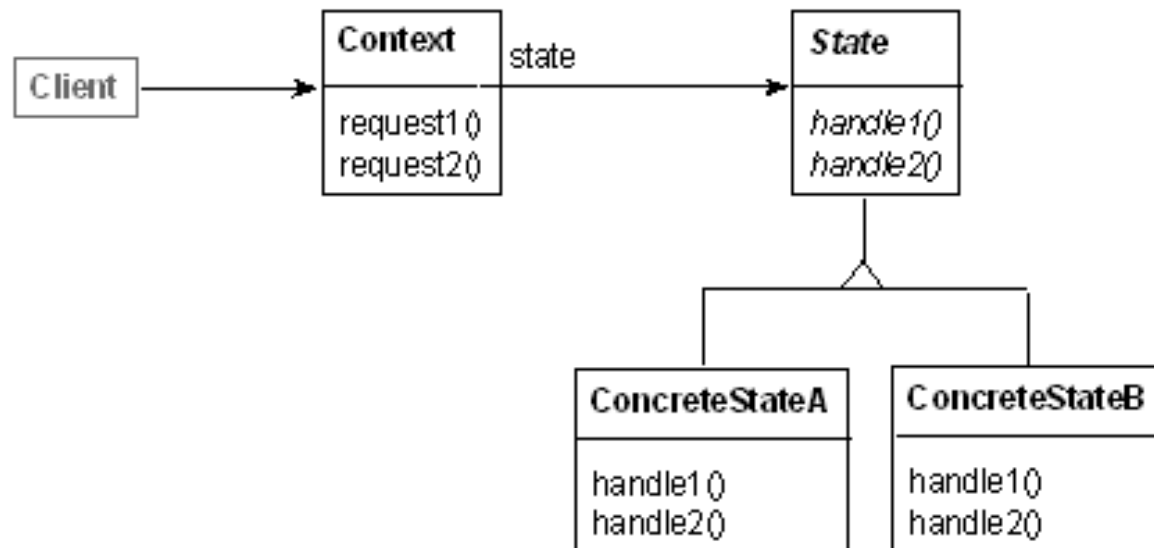 Client
Context
request1()
request2()
state
State
handle1()
handle2()
ConcreteStateA
handle1()
handle2()
ConcreteStateB
handle1()
handle2()